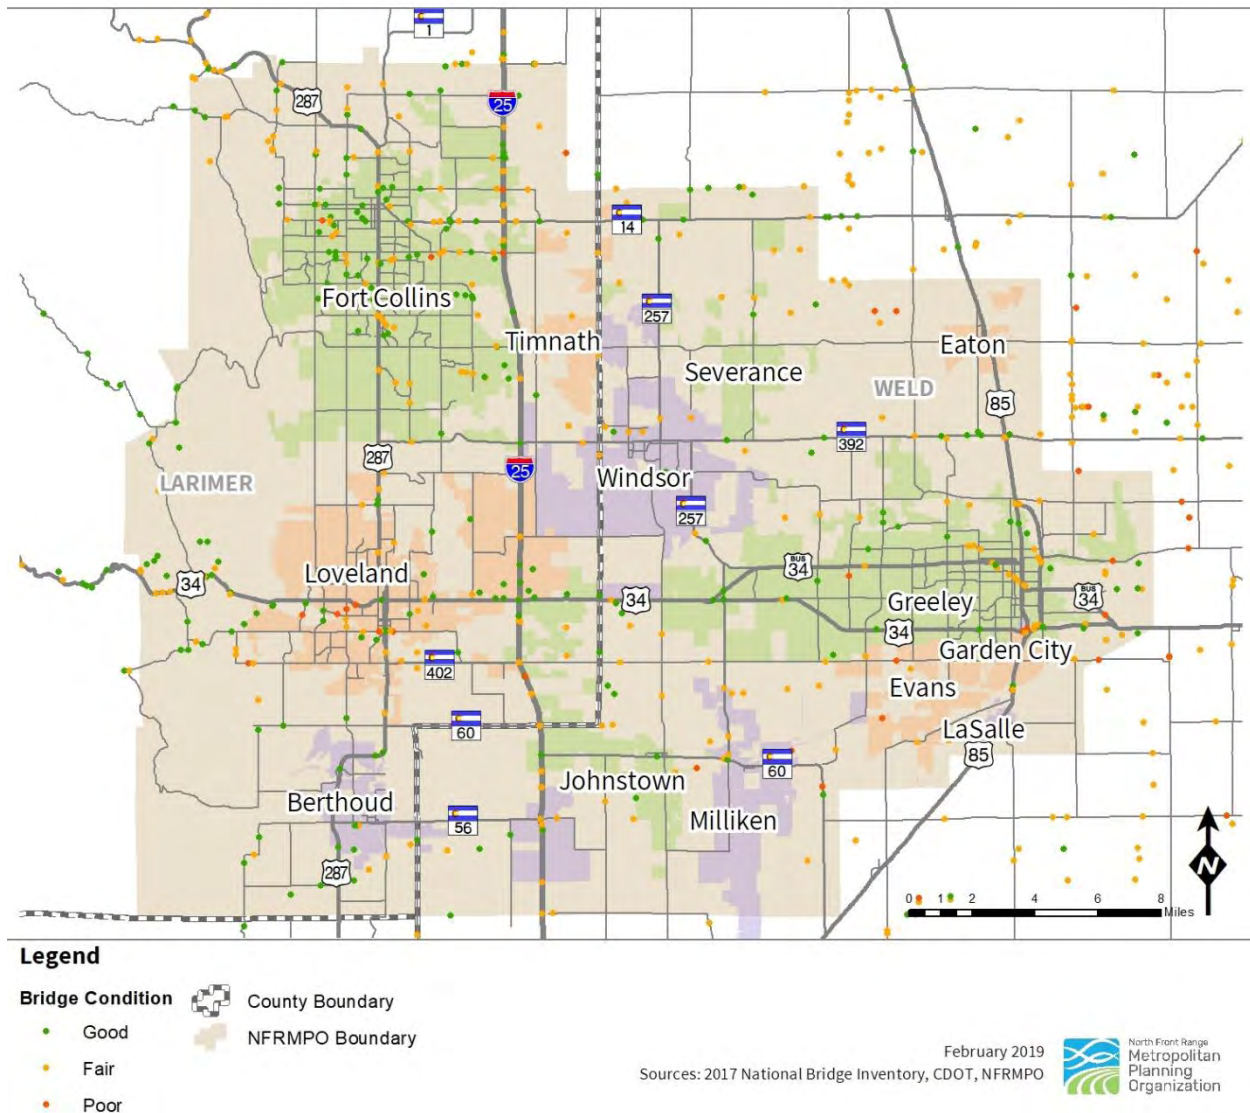 1
287
25
14
Fort Collins
257
Timnath
Eaton
Severance
WELD
85
392
287
25
LARIMER
Windsor
257
BUS
34
Loveland
34
34
Greeley
BUS
34
34
Garden City
402
Evans
60
LaSalle
85
60
Johnstown
Berthoud
56
Milliken
287
N
0 1 2 4 6 8
Miles
Legend
Bridge Condition
Good
Fair
Poor
County Boundary
NFRMPO Boundary
February 2019
Sources: 2017 National Bridge Inventory, CDOT, NFRMPO
North Front Range
Metropolitan
Planning
Organization